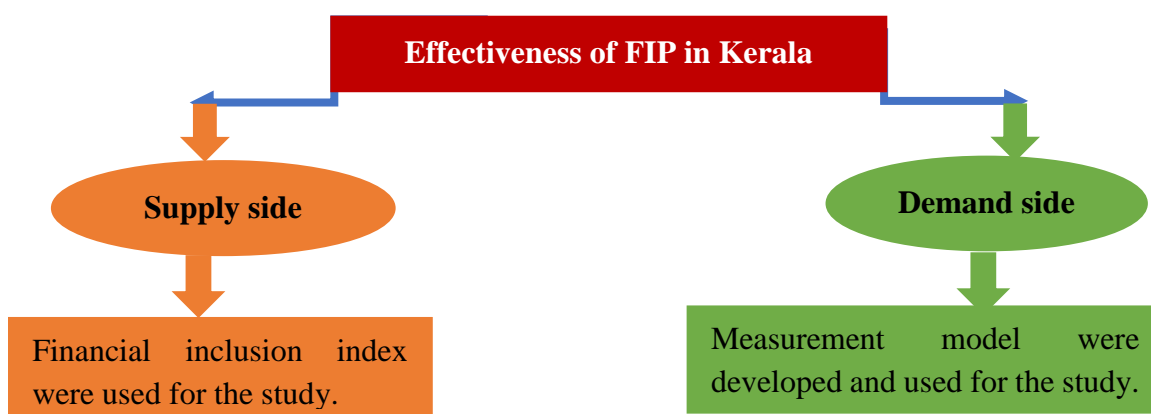 Effectiveness of FIP in Kerala
Supply side
Demand side
Financial inclusion index
were used for the study.
Measurement model were
developed and used for the study.